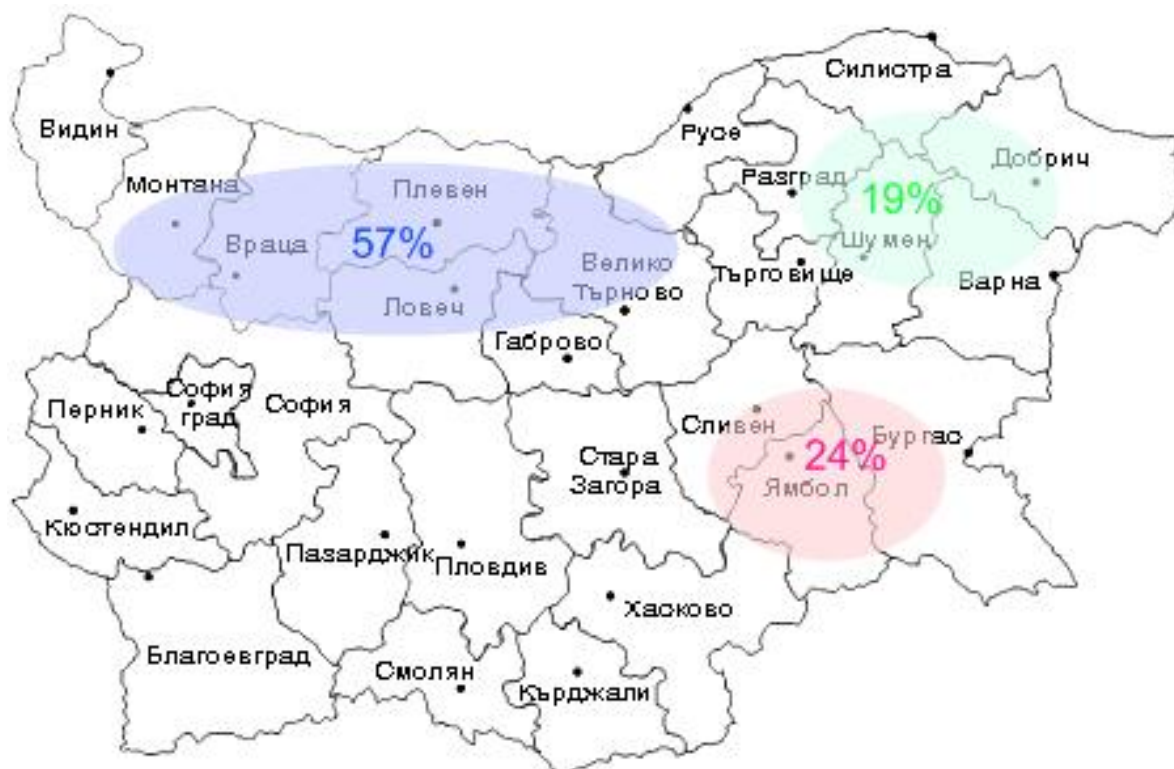 Силистра
Видин
Русе
Добрич
Монтана
Плевен
Разград
19%
Враца
57%
Шумен
Велико
Търново
Търговище
Варна
Ловеч
Габрово
София
град
София
Перник
Сливен
Бургас
24%
Стара
Загора
Ямбол
Кюстендил
Пазарджик
Пловдив
Хасково
Благоевград
Смолян
Кърджали